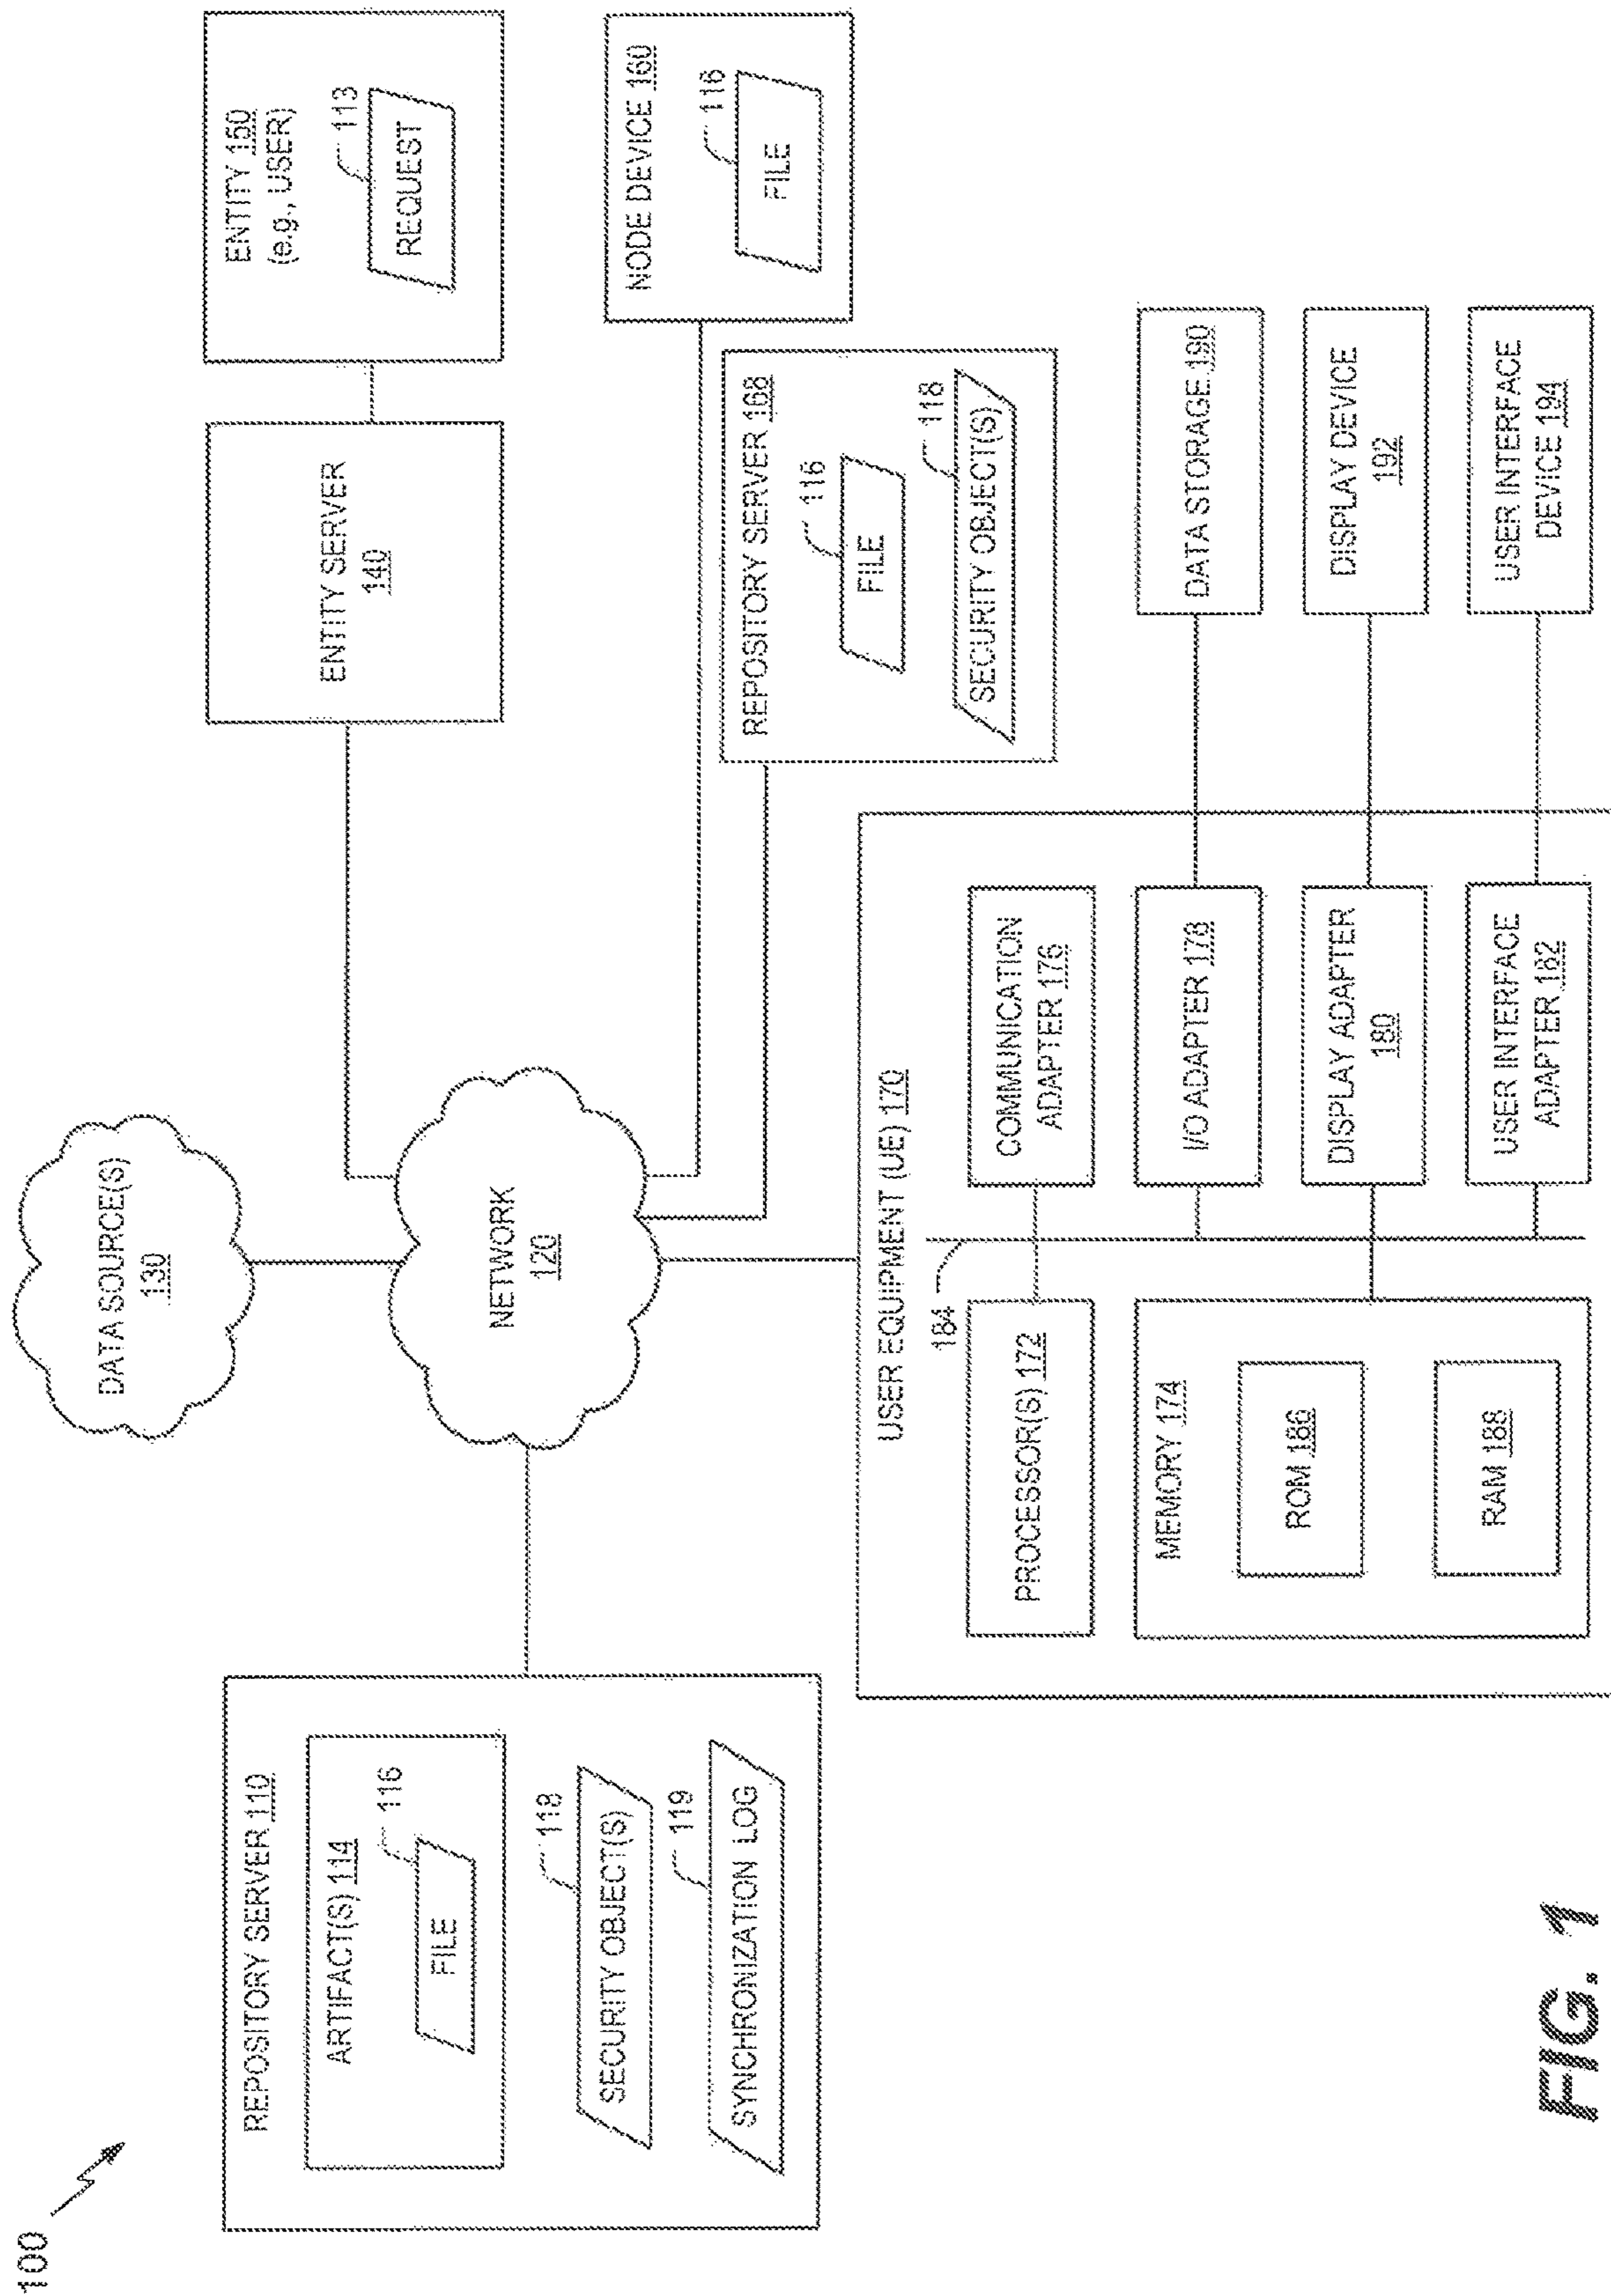 100
DATA SOURCE(S)
130
REPOSITORY SERVER 110
ARTIFACT(S) 114
116
FILE
118
SECURITY OBJECT(S)
119
SYNCHRONIZATION LOG
NETWORK
120
ENTITY SERVER
140
ENTITY 150
(e.g., USER)
113
REQUEST
NODE DEVICE 160
116
FILE
REPOSITORY SERVER 168
116
FILE
118
SECURITY OBJECT(S)
USER EQUIPMENT (UE) 170
184
PROCESSOR(S) 172
COMMUNICATION
ADAPTER 176
MEMORY 174
ROM 186
RAM 188
I/O ADAPTER 178
DISPLAY ADAPTER
180
USER INTERFACE
ADAPTER 182
DATA STORAGE 190
DISPLAY DEVICE
192
USER INTERFACE
DEVICE 194
FIG. 1